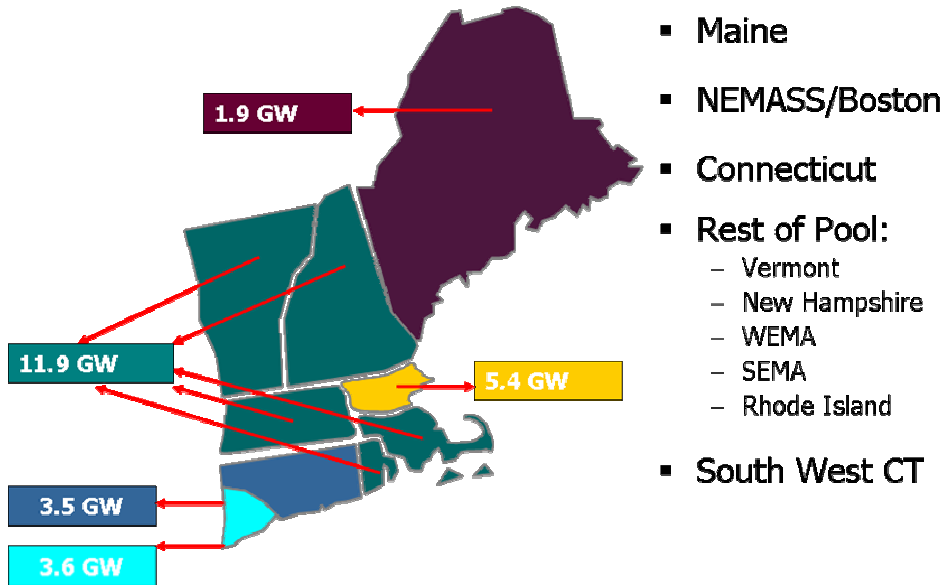 1.9 GW
11.9 GW
5.4 GW
3.5 GW
3.6 GW
▪ Maine
▪ NEMASS/Boston
▪ Connecticut
▪ Rest of Pool:
– Vermont
– New Hampshire
– WEMA
– SEMA
– Rhode Island
▪ South West CT